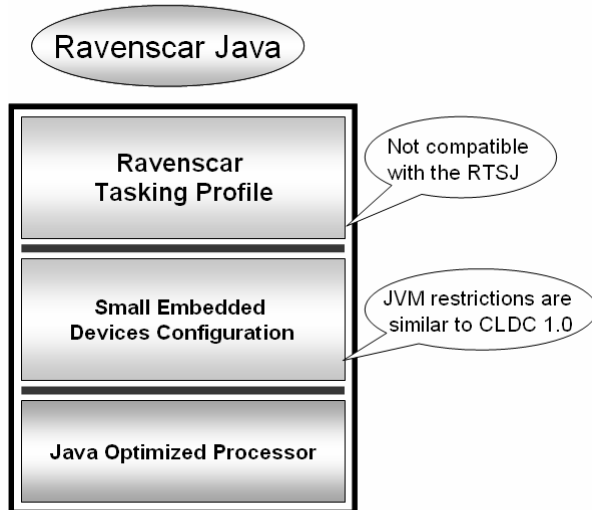 Ravenscar Java
Ravenscar
Tasking Profile
Not compatible
with the RTSJ
Small Embedded
Devices Configuration
JVM restrictions are
similar to CLDC 1.0
Java Optimized Processor